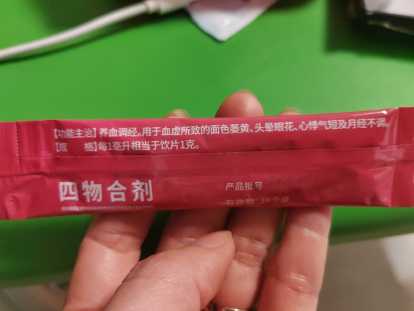 【功能主治】养血调经。用于血虚所致的面色萎黄、头晕眼花、心悸气短及月经不调。
【规　　格】每1毫升相当于饮片1克。
四物合剂
产品批号